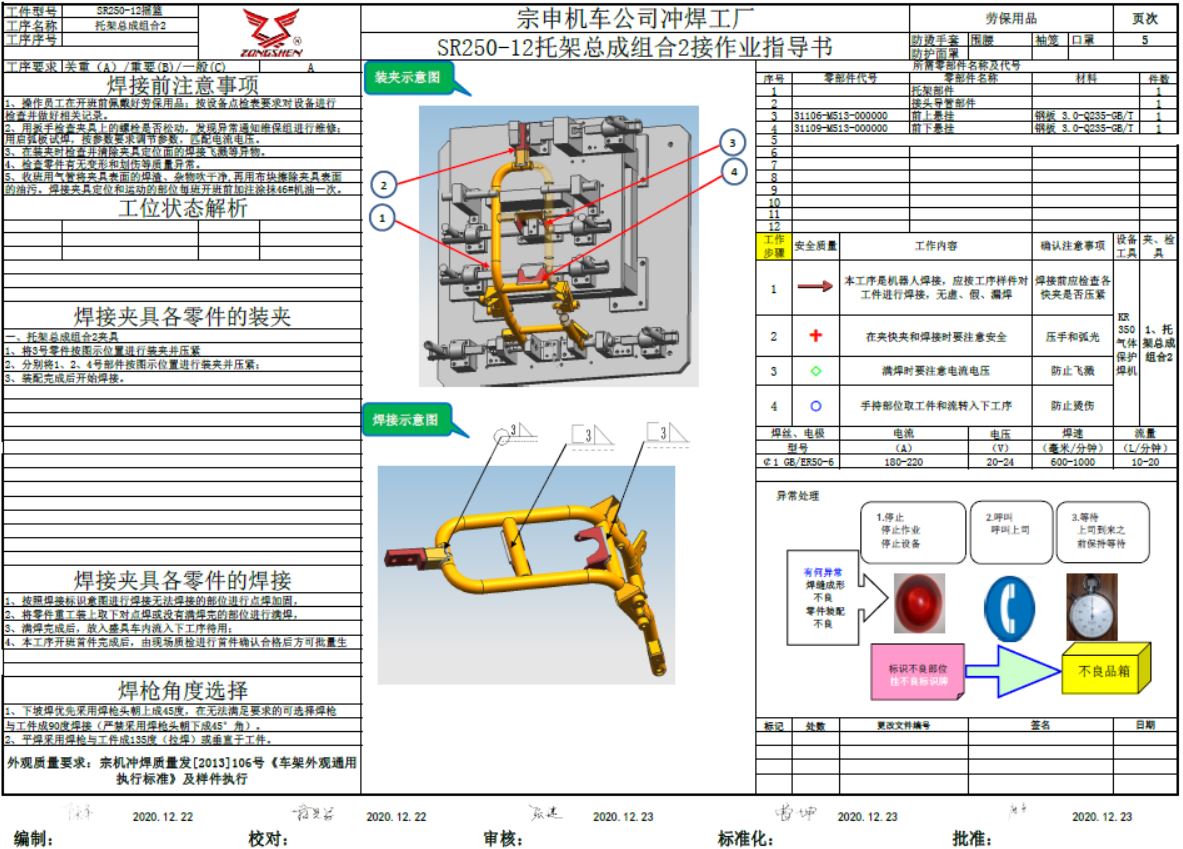 工件型号 SR250-12摇篮
工序名称 托架总成组合2
工序序号
ZONGSHEN
®
宗申机车公司冲焊工厂
SR250-12托架总成组合2接作业指导书
劳保用品
页次
防烫手套 围腰 袖笼 口罩
5
防护面罩
工序要求 关重（A）/重要(B)/一般(C) A
焊接前注意事项
1、操作员工在开班前佩戴好劳保用品；按设备点检表要求对设备进行
检查并做好相关记录。
2、用扳手检查夹具上的螺栓是否松动，发现异常通知维保组进行维修；
用启弧板试焊，按参数要求调节参数，匹配电流电压。
3、在装夹时检查并清除夹具定位面的焊接飞溅等异物。
4、检查零件有无变形和划伤等质量异常。
5、收班用气管将夹具表面的焊渣、杂物吹干净,再用布块擦除夹具表面
的油污。焊接夹具定位和运动的部位每班开班前加注涂抹46#机油一次。
工位状态解析
焊接夹具各零件的装夹
一、托架总成组合2夹具
1、将3号零件按图示位置进行装夹并压紧
2、分别将1、2、4号部件按图示位置进行装夹并压紧；
3、装配完成后开始焊接。
焊接夹具各零件的焊接
1、按照焊接标识意图进行焊接无法焊接的部位进行点焊加固，
2、将零件重工装上取下对点焊或没有满焊完的部位进行满焊，
3、满焊完成后，放入盛具车内流入下工序待用；
4、本工序开班首件完成后，由现场质检进行首件确认合格后方可批量生
焊枪角度选择
1、下坡焊优先采用焊枪头朝上成45度，在无法满足要求的可选择焊枪
与工件成90度焊接（严禁采用焊枪头朝下成45°角）。
2、平焊采用焊枪与工件成135度（拉焊）或垂直于工件。
外观质量要求：宗机冲焊质量发[2013]106号《车架外观通用
执行标准》及样件执行
装夹示意图
1
2
3
4
焊接示意图
3
3
3
所需零部件名称及代号
序号 零部件代号 零部件名称 材料 件数
1 托架部件 1
2 接头导管部件 1
3 31106-M513-000000 前上悬挂 钢板 3.0-Q235-GB/T 1
4 31109-M513-000000 前下悬挂 钢板 3.0-Q235-GB/T 1
5
6
7
8
9
10
11
12
工作步骤 安全质量 工作内容 确认注意事项 设备工具 夹、检具
1 本工序是机器人焊接，应按工序样件对工件进行焊接，无虚、假、漏焊 焊接前应检查各快夹是否压紧
2 在夹快夹和焊接时要注意安全 压手和弧光
3 满焊时要注意电流电压 防止飞溅
4 手持部位取工件和流转入下工序 防止烫伤
KR350气体保护焊机
1、托架总成组合2
焊丝、电极 电流 电压 焊速 流量
型号 （A） （V） （毫米/分钟） （L/分钟）
¢1 GB/ER50-6 180-220 20-24 600-1000 10-20
异常处理
1.停止
停止作业
停止设备
2.呼叫
呼叫上司
3.等待
上司到来之
前保持等待
有何异常
焊缝成形
不良
零件装配
不良
标识不良部位
挂不良标识牌
不良品箱
标记 处数 更改文件编号 签名 日期
2020.12.22 2020.12.22 2020.12.23 2020.12.23 2020.12.23
编制： 校对： 审核： 标准化： 批准：